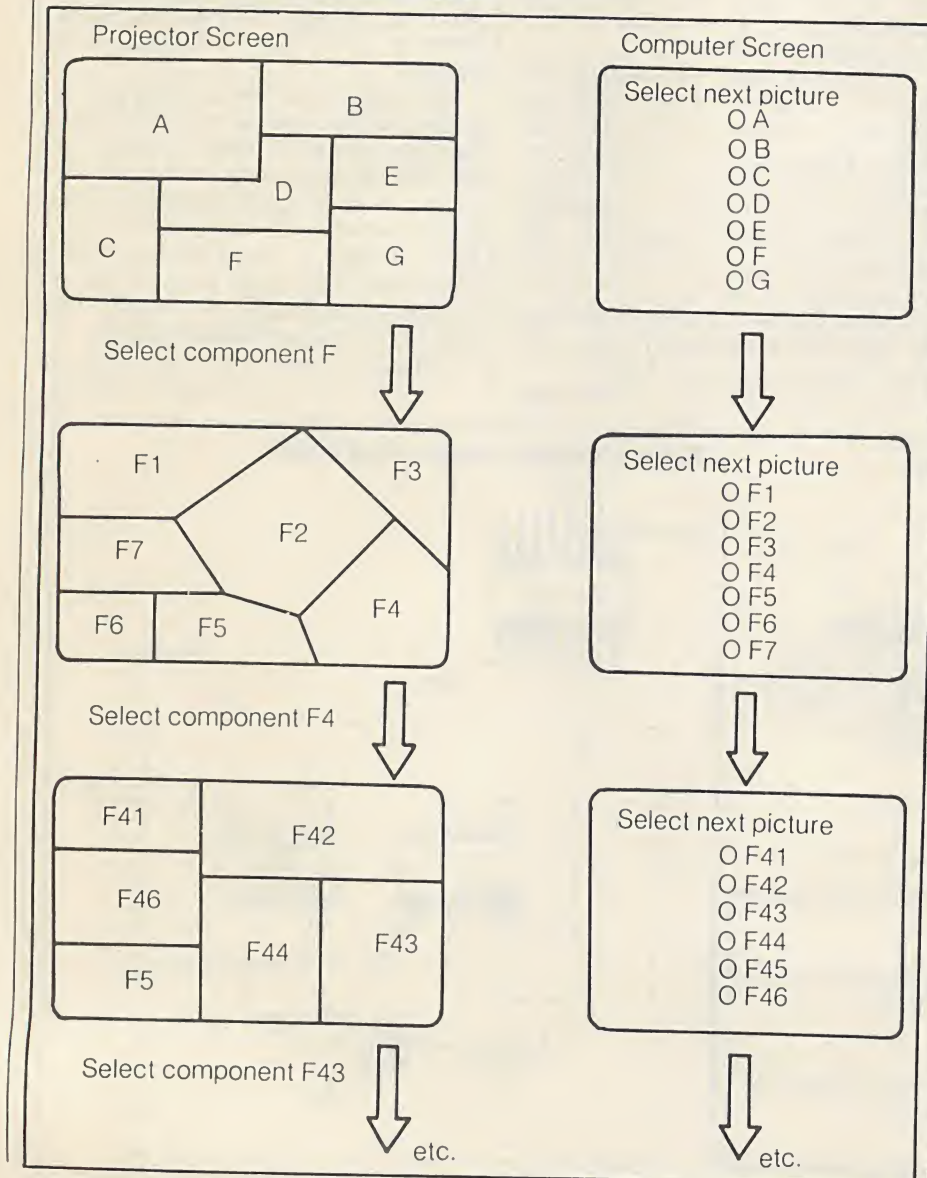 Projector Screen
A
B
C
D
E
F
G
Computer Screen
Select next picture
O A
O B
O C
O D
O E
O F
O G
Select component F
F1
F2
F3
F7
F4
F6
F5
Select next picture
O F1
O F2
O F3
O F4
O F5
O F6
O F7
Select component F4
F41
F42
F46
F44
F43
F5
Select next picture
O F41
O F42
O F43
O F44
O F45
O F46
Select component F43
etc.
etc.